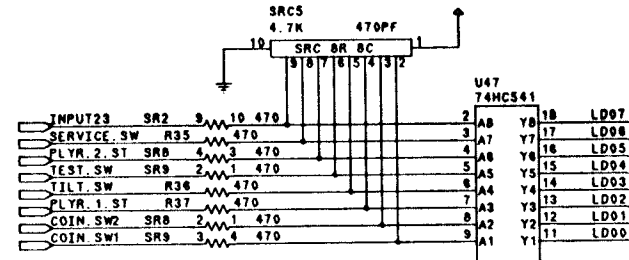 SRC5
4.7K 470PF
10 SRC 8R 8C 1
9 8 7 6 5 4 3 2
U47
74HC541
INPUT23 SR2 9 10 470 2 A8 Y8 18 LD07
SERVICE.SW R35 470 3 A7 Y7 17 LD06
PLYR.2.ST SR8 4 3 470 4 A6 Y6 16 LD05
TEST.SW SR9 2 1 470 5 A5 Y5 15 LD04
TILT.SW R36 470 6 A4 Y4 14 LD03
PLYR.1.ST R37 470 7 A3 Y3 13 LD02
COIN.SW2 SR8 2 1 470 8 A2 Y2 12 LD01
COIN.SW1 SR9 3 4 470 9 A1 Y1 11 LD00